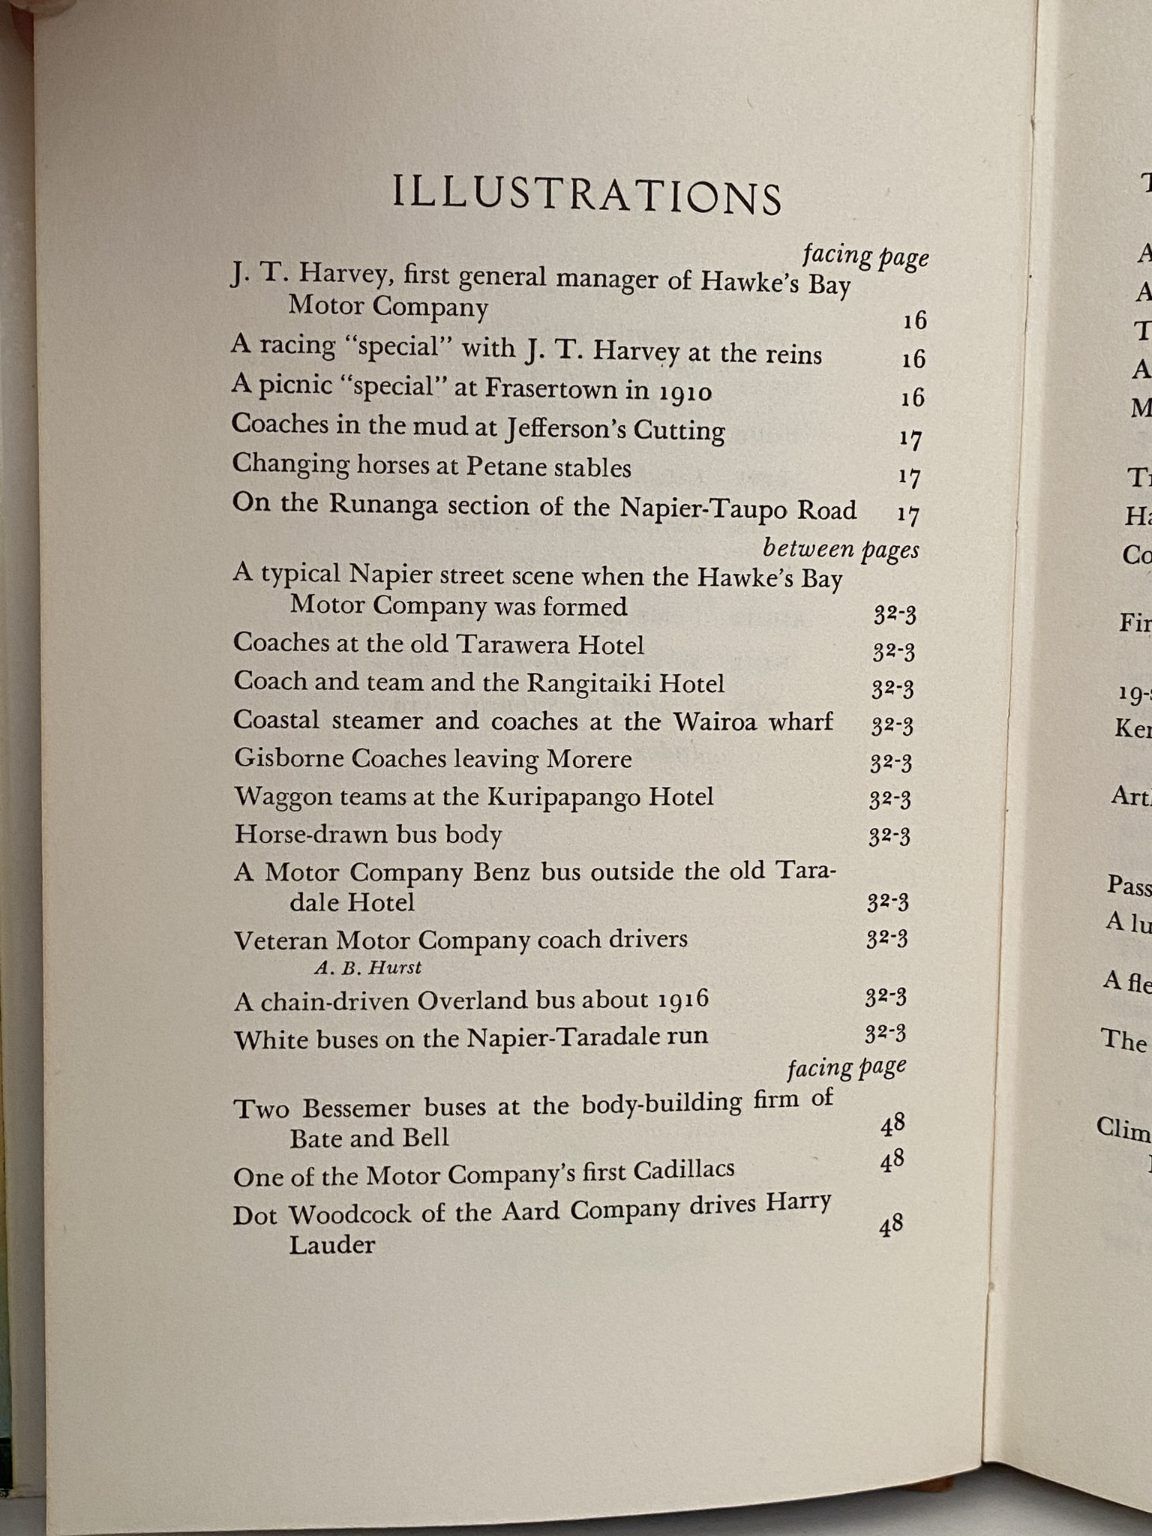 ILLUSTRATIONS
facing page
J. T. Harvey, first general manager of Hawke's Bay
Motor Company 16
A racing “special” with J. T. Harvey at the reins 16
A picnic “special” at Frasertown in 1910 16
Coaches in the mud at Jefferson's Cutting 17
Changing horses at Petane stables 17
On the Runanga section of the Napier-Taupo Road 17
between pages
A typical Napier street scene when the Hawke's Bay
Motor Company was formed 32-3
Coaches at the old Tarawera Hotel 32-3
Coach and team and the Rangitaiki Hotel 32-3
Coastal steamer and coaches at the Wairoa wharf 32-3
Gisborne Coaches leaving Morere 32-3
Waggon teams at the Kuripapango Hotel 32-3
Horse-drawn bus body 32-3
A Motor Company Benz bus outside the old Tara-
dale Hotel 32-3
Veteran Motor Company coach drivers 32-3
A. B. Hurst
A chain-driven Overland bus about 1916 32-3
White buses on the Napier-Taradale run 32-3
facing page
Two Bessemer buses at the body-building firm of
Bate and Bell 48
One of the Motor Company's first Cadillacs 48
Dot Woodcock of the Aard Company drives Harry
Lauder 48
A
A
T
A
M
Co
19-
A
The